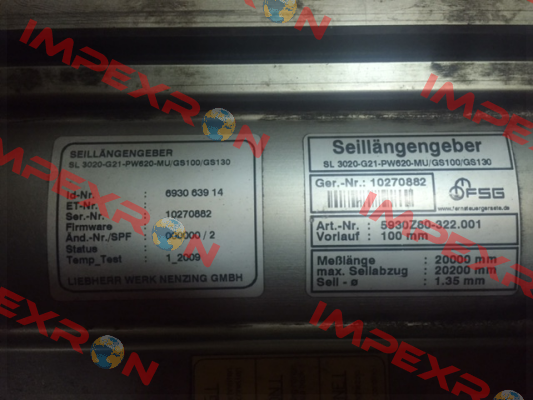 IMPEXRON
SEILLÄNGENGEBER
SL 3020-G21-PW620-MU/GS100/GS130
Id-Nr. : 6930 639 14
ET-Nr. :
Ser.-Nr. : 10270882
Firmware :
Änd.-Nr./SPF : 000000 / 2
Status :
Temp_Test : 1_2009
LIEBHERR WERK NENZING GMBH
Seillängengeber
SL 3020-G21-PW620-MU/GS100/GS130
Ger.-Nr.: 10270882
FSG
www.fernsteuergeraete.de
Art.-Nr. : 5930Z80-322.001
Vorlauf : 100 mm
Meßlänge : 20000 mm
max. Seilabzug : 20200 mm
Seil - ø : 1.35 mm
IMPEXRON
IMPEXRON